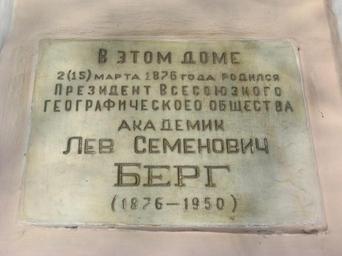 В ЭТОМ ДОМЕ
2 (15) МАРТА 1876 ГОДА РОДИЛСЯ
ПРЕЗИДЕНТ ВСЕСОЮЗНОГО
ГЕОГРАФИЧЕСКОГО ОБЩЕСТВА
АКАДЕМИК
ЛЕВ СЕМЕНОВИЧ
БЕРГ
(1876-1950)